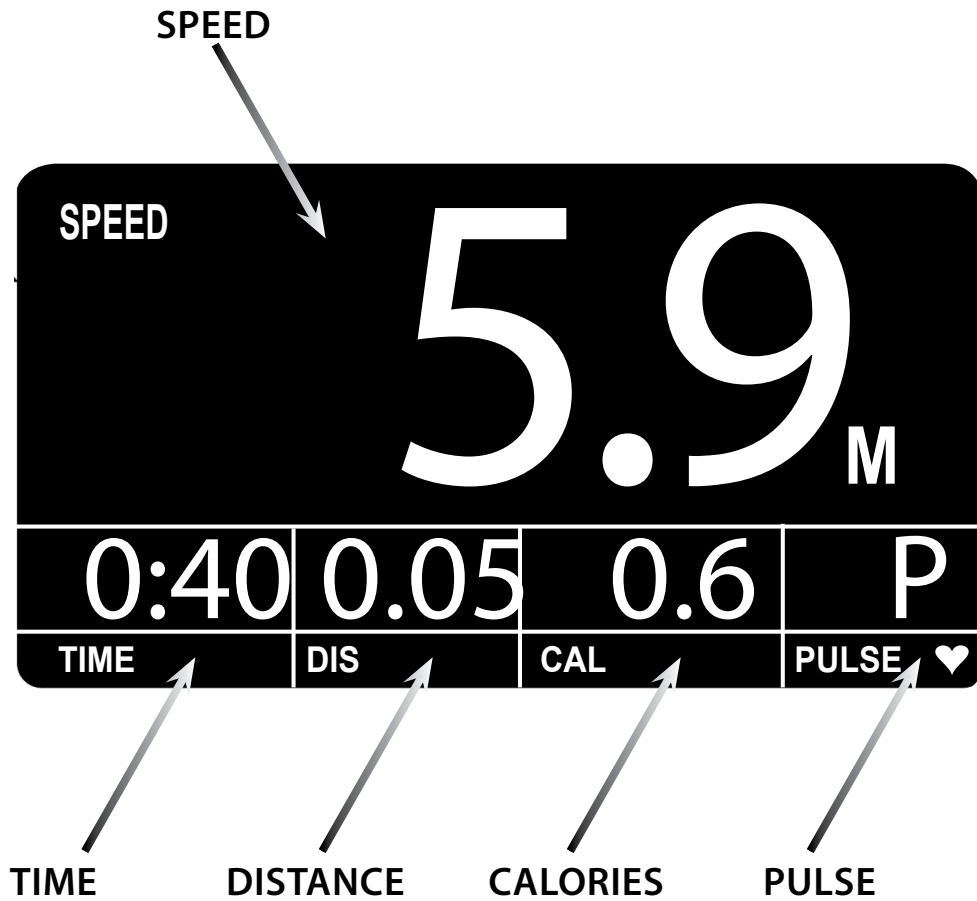 SPEED
SPEED
5.9 M
0:40 0.05 0.6 P
TIME DIS CAL PULSE
TIME DISTANCE CALORIES PULSE